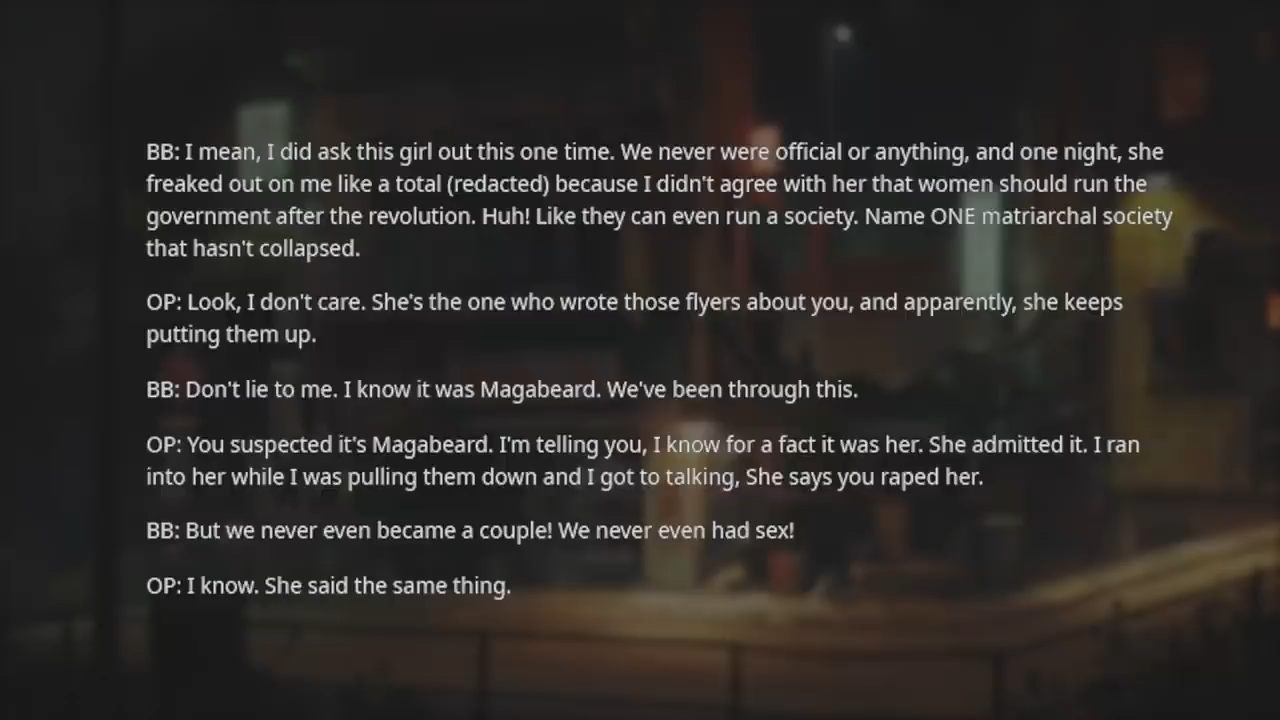 BB: I mean, I did ask this girl out this one time. We never were official or anything, and one night, she
freaked out on me like a total (redacted) because I didn't agree with her that women should run the
government after the revolution. Huh! Like they can even run a society. Name ONE matriarchal society
that hasn't collapsed.
OP: Look, I don't care. She's the one who wrote those flyers about you, and apparently, she keeps
putting them up.
BB: Don't lie to me. I know it was Magabeard. We've been through this.
OP: You suspected it's Magabeard. I'm telling you, I know for a fact it was her. She admitted it. I ran
into her while I was pulling them down and I got to talking, She says you raped her.
BB: But we never even became a couple! We never even had sex!
OP: I know. She said the same thing.